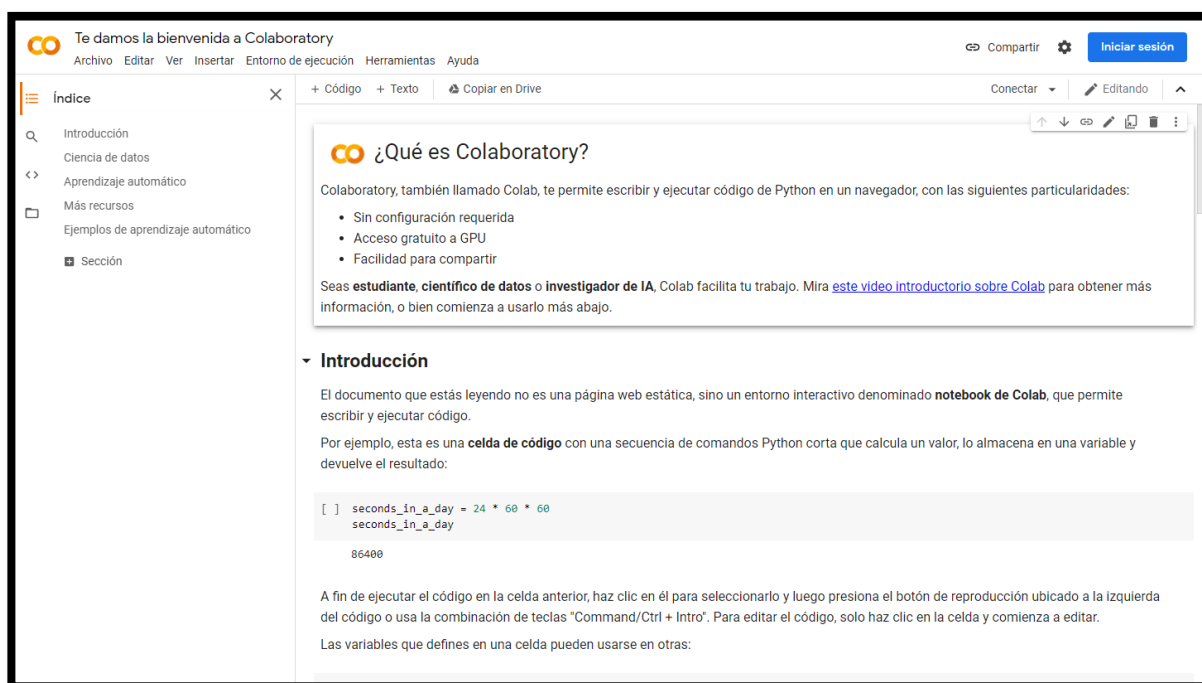 Te damos la bienvenida a Colaboratory
Archivo Editar Ver Insertar Entorno de ejecución Herramientas Ayuda
Compartir
Iniciar sesión
Índice
Introducción
Ciencia de datos
Aprendizaje automático
Más recursos
Ejemplos de aprendizaje automático
Sección
+ Código + Texto Copiar en Drive
Conectar Editando
CO ¿Qué es Colaboratory?
Colaboratory, también llamado Colab, te permite escribir y ejecutar código de Python en un navegador, con las siguientes particularidades:
• Sin configuración requerida
• Acceso gratuito a GPU
• Facilidad para compartir
Seas estudiante, científico de datos o investigador de IA, Colab facilita tu trabajo. Mira este video introductorio sobre Colab para obtener más
información, o bien comienza a usarlo más abajo.
Introducción
El documento que estás leyendo no es una página web estática, sino un entorno interactivo denominado notebook de Colab, que permite
escribir y ejecutar código.
Por ejemplo, esta es una celda de código con una secuencia de comandos Python corta que calcula un valor, lo almacena en una variable y
devuelve el resultado:
[ ] seconds_in_a_day = 24 * 60 * 60
seconds_in_a_day
86400
A fin de ejecutar el código en la celda anterior, haz clic en él para seleccionarlo y luego presiona el botón de reproducción ubicado a la izquierda
del código o usa la combinación de teclas "Command/Ctrl + Intro". Para editar el código, solo haz clic en la celda y comienza a editar.
Las variables que defines en una celda pueden usarse en otras: